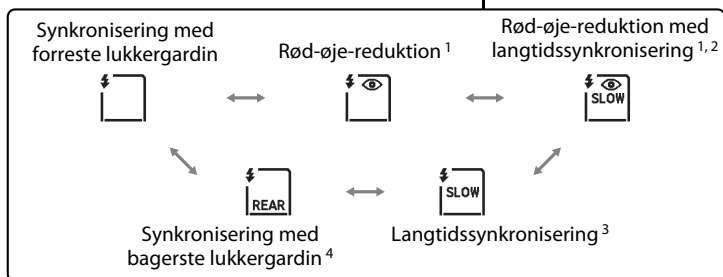 Synkronisering med
forreste lukkergardin
Rød-øje-reduktion 1
Rød-øje-reduktion med
langtidssynkronisering 1, 2
SLOW
REAR
SLOW
Synkronisering med
bagerste lukkergardin 4
Langtidssynkronisering 3